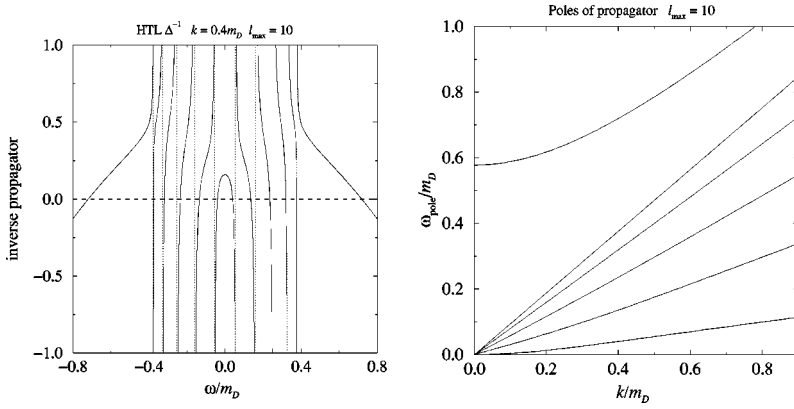 HTL Δ⁻¹ k = 0.4m_D l_max = 10
inverse propagator
1.0
0.5
0.0
−0.5
−1.0
−0.8 −0.4 0.0 0.4 0.8
ω/m_D
Poles of propagator l_max = 10
ω_pole/m_D
1.0
0.8
0.6
0.4
0.2
0.0
0.0 0.2 0.4 0.6 0.8
k/m_D